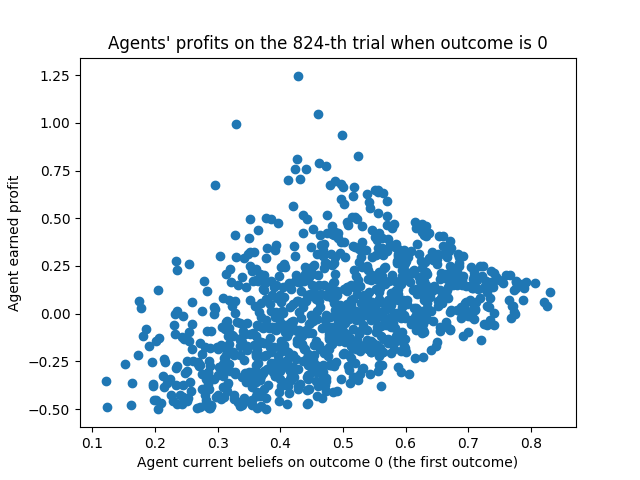 Agents' profits on the 824-th trial when outcome is 0
1.25
1.00
0.75
0.50
0.25
0.00
−0.25
−0.50
Agent earned profit
0.1 0.2 0.3 0.4 0.5 0.6 0.7 0.8
Agent current beliefs on outcome 0 (the first outcome)